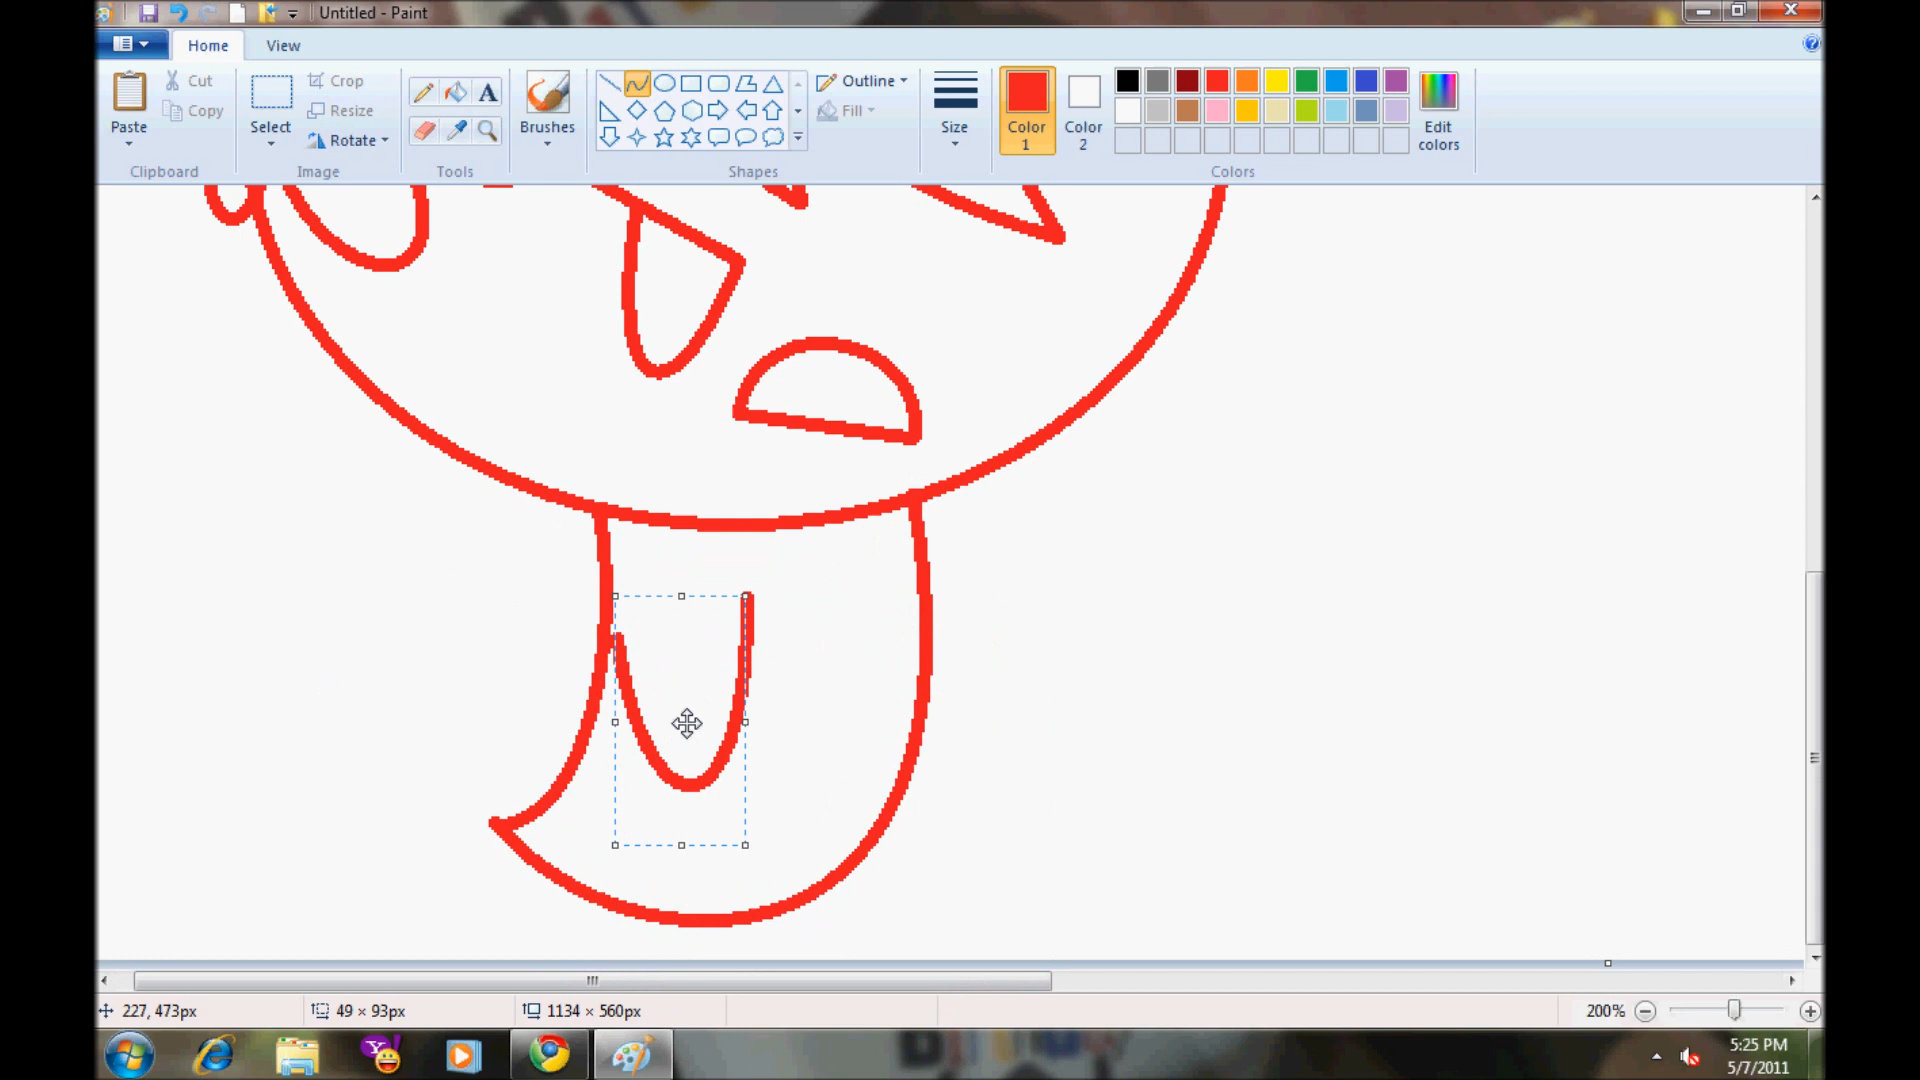 Untitled - Paint
Home View
Paste Cut Copy
Select Crop Resize Rotate
A
Brushes
Outline Fill
Size
Color 1 Color 2
Edit colors
Clipboard Image Tools Shapes Colors
227, 473px 49 × 93px 1134 × 560px 200%
5:25 PM
5/7/2011